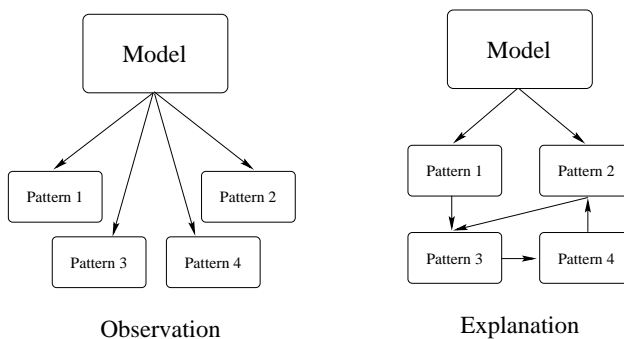 Model
Pattern 1
Pattern 2
Pattern 3
Pattern 4
Observation
Model
Pattern 1
Pattern 2
Pattern 3
Pattern 4
Explanation